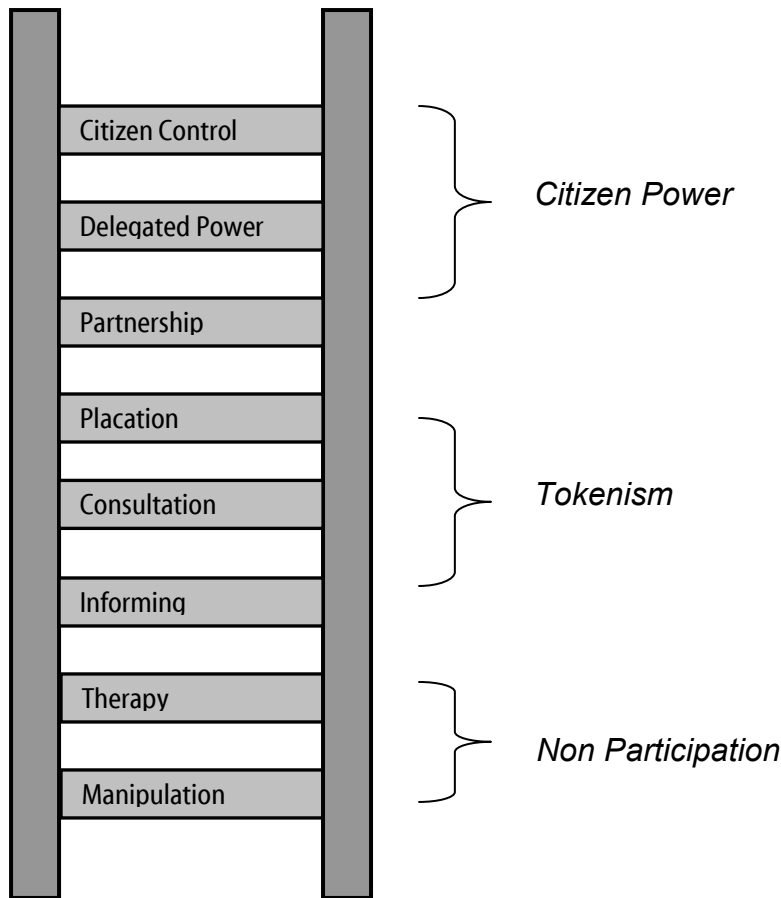 Citizen Control
Delegated Power
Partnership
Placation
Consultation
Informing
Therapy
Manipulation
Citizen Power
Tokenism
Non Participation